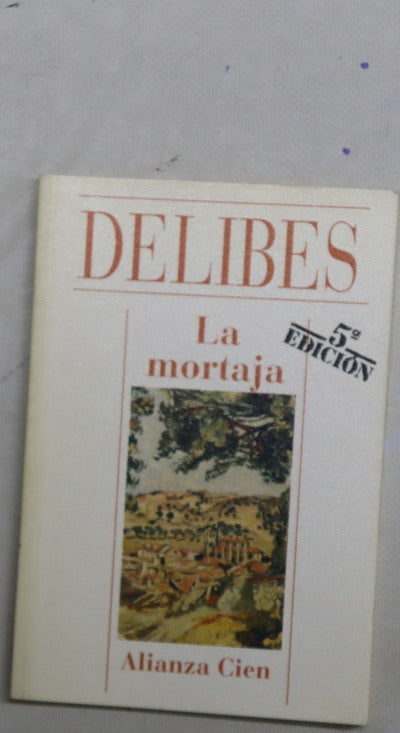 DELIBES
La
mortaja
5ª
EDICIÓN
Alianza Cien